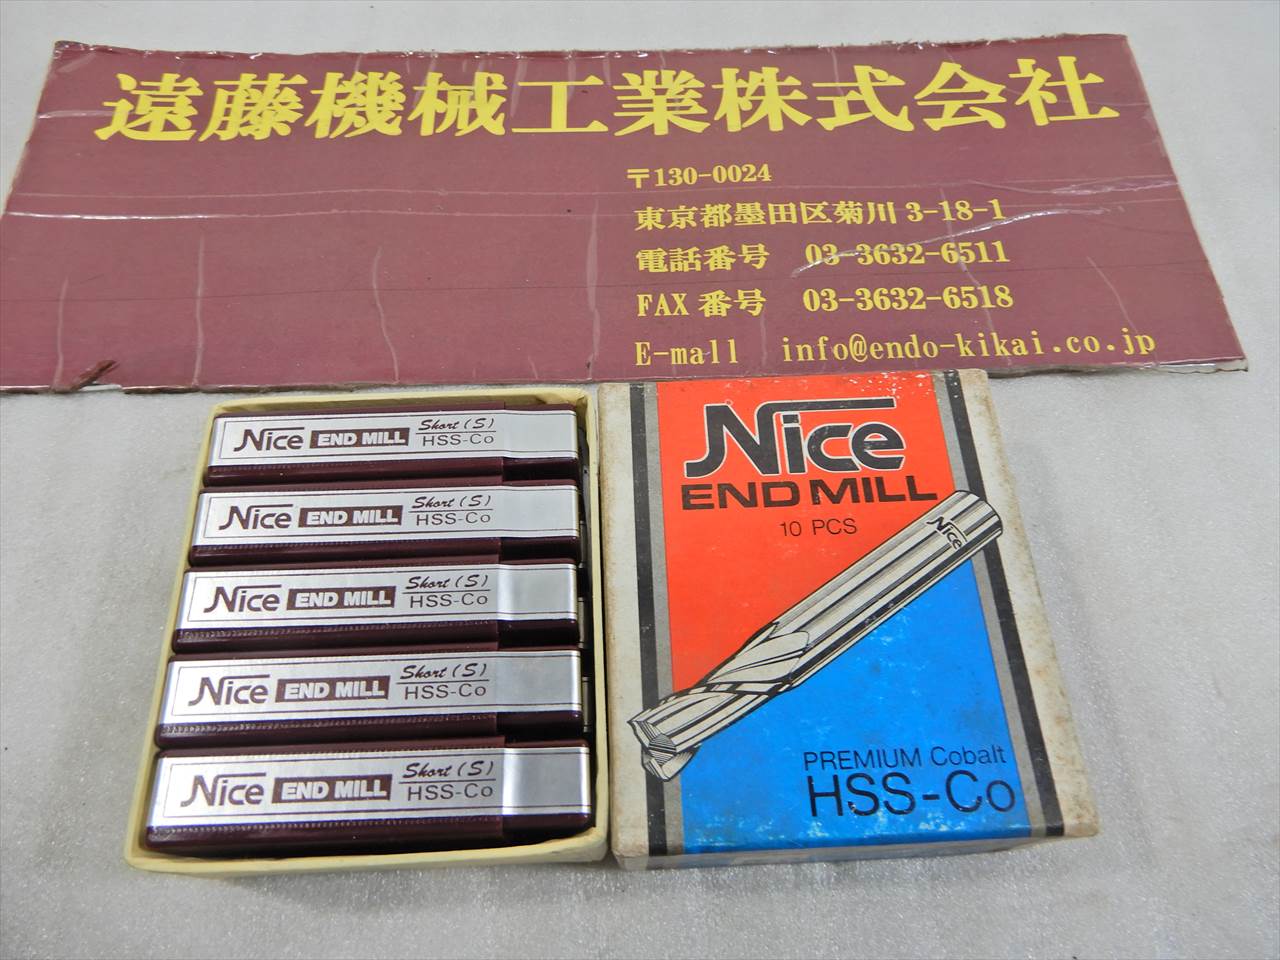 遠藤機械工業株式会社
〒130-0024
東京都墨田区菊川 3-18-1
電話番号 03-3632-6511
FAX 番号 03-3632-6518
E-mall info@endo-kikai.co.jp
Nice END MILL Short (S) HSS-Co
Nice END MILL Short (S) HSS-Co
Nice END MILL Short (S) HSS-Co
Nice END MILL Short (S) HSS-Co
Nice END MILL Short (S) HSS-Co
Nice
END MILL
10 PCS
Nice
PREMIUM Cobalt
HSS-Co